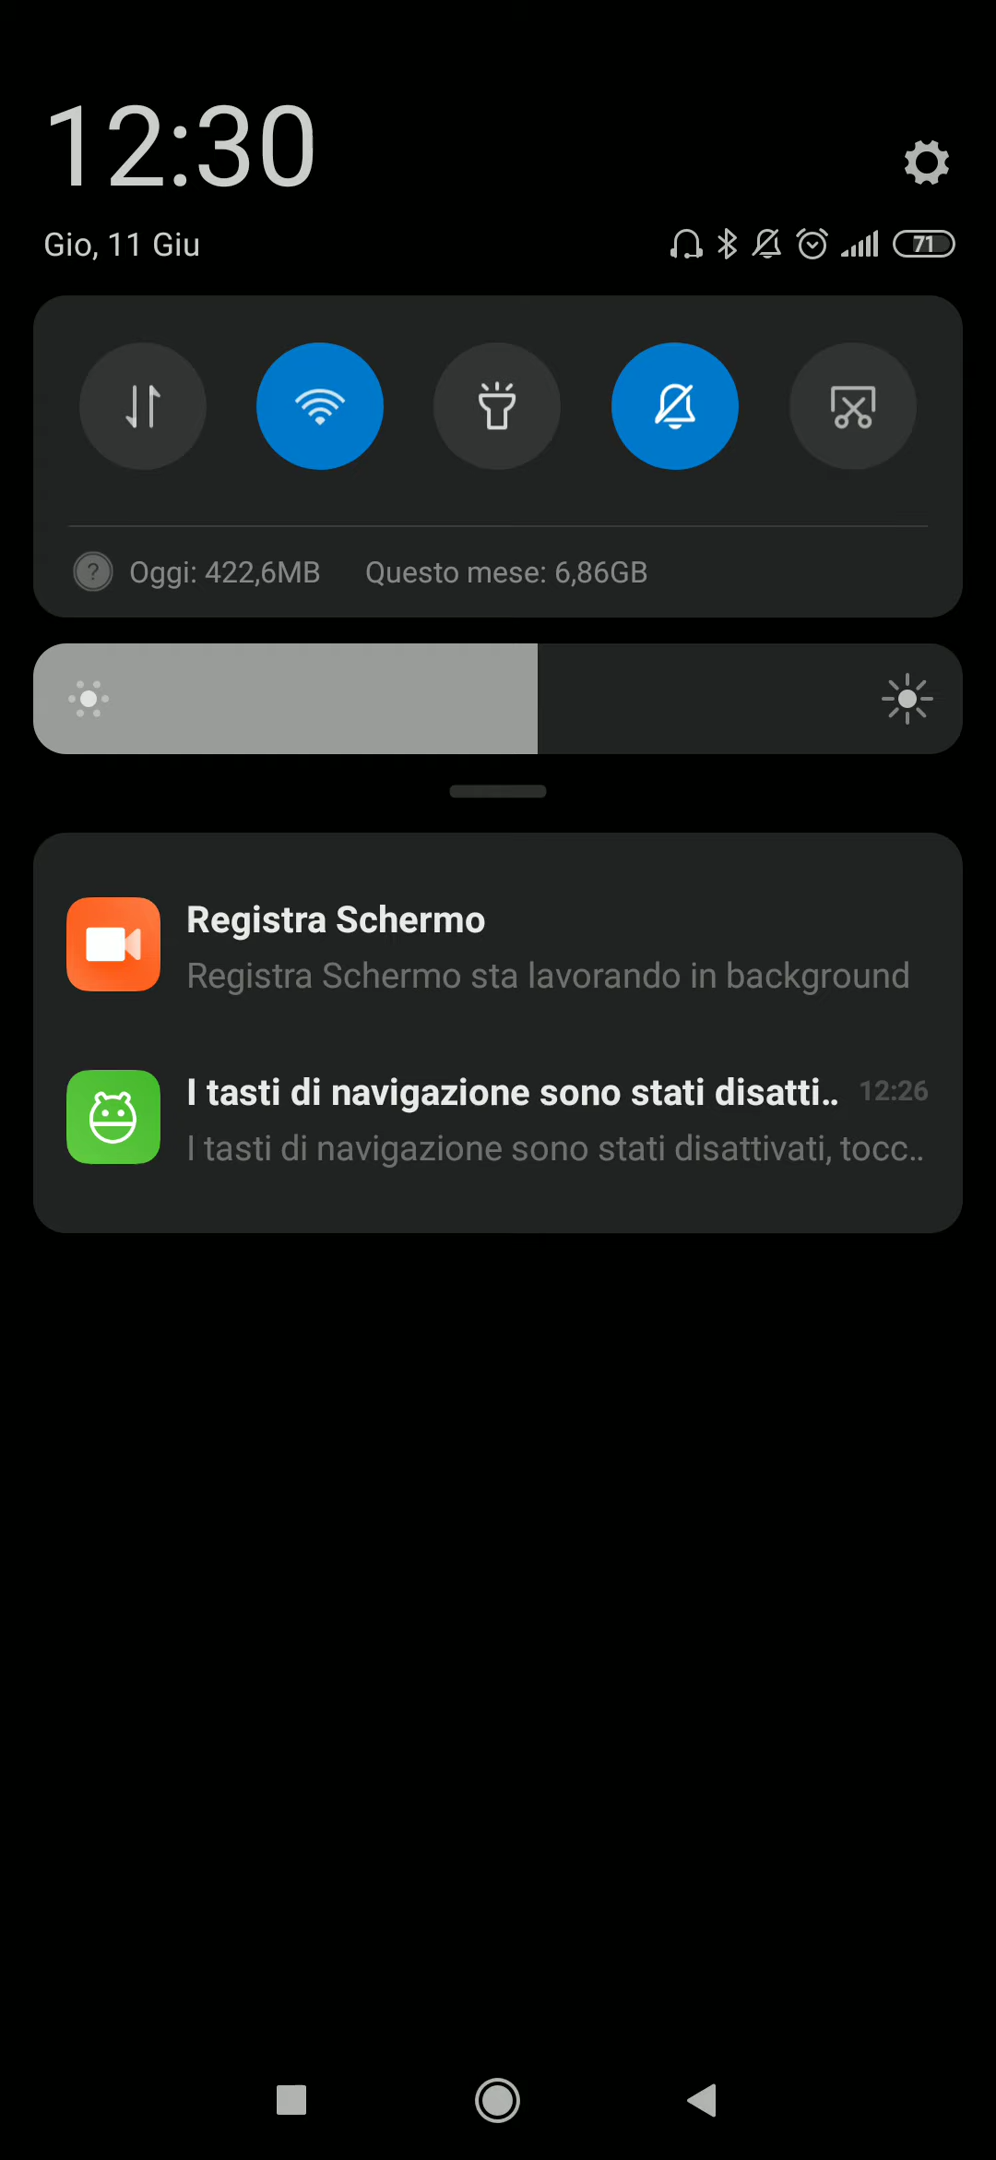 12:30
Gio, 11 Giu
71
? Oggi: 422,6MB Questo mese: 6,86GB
Registra Schermo
Registra Schermo sta lavorando in background
I tasti di navigazione sono stati disatti.. 12:26
I tasti di navigazione sono stati disattivati, tocc..